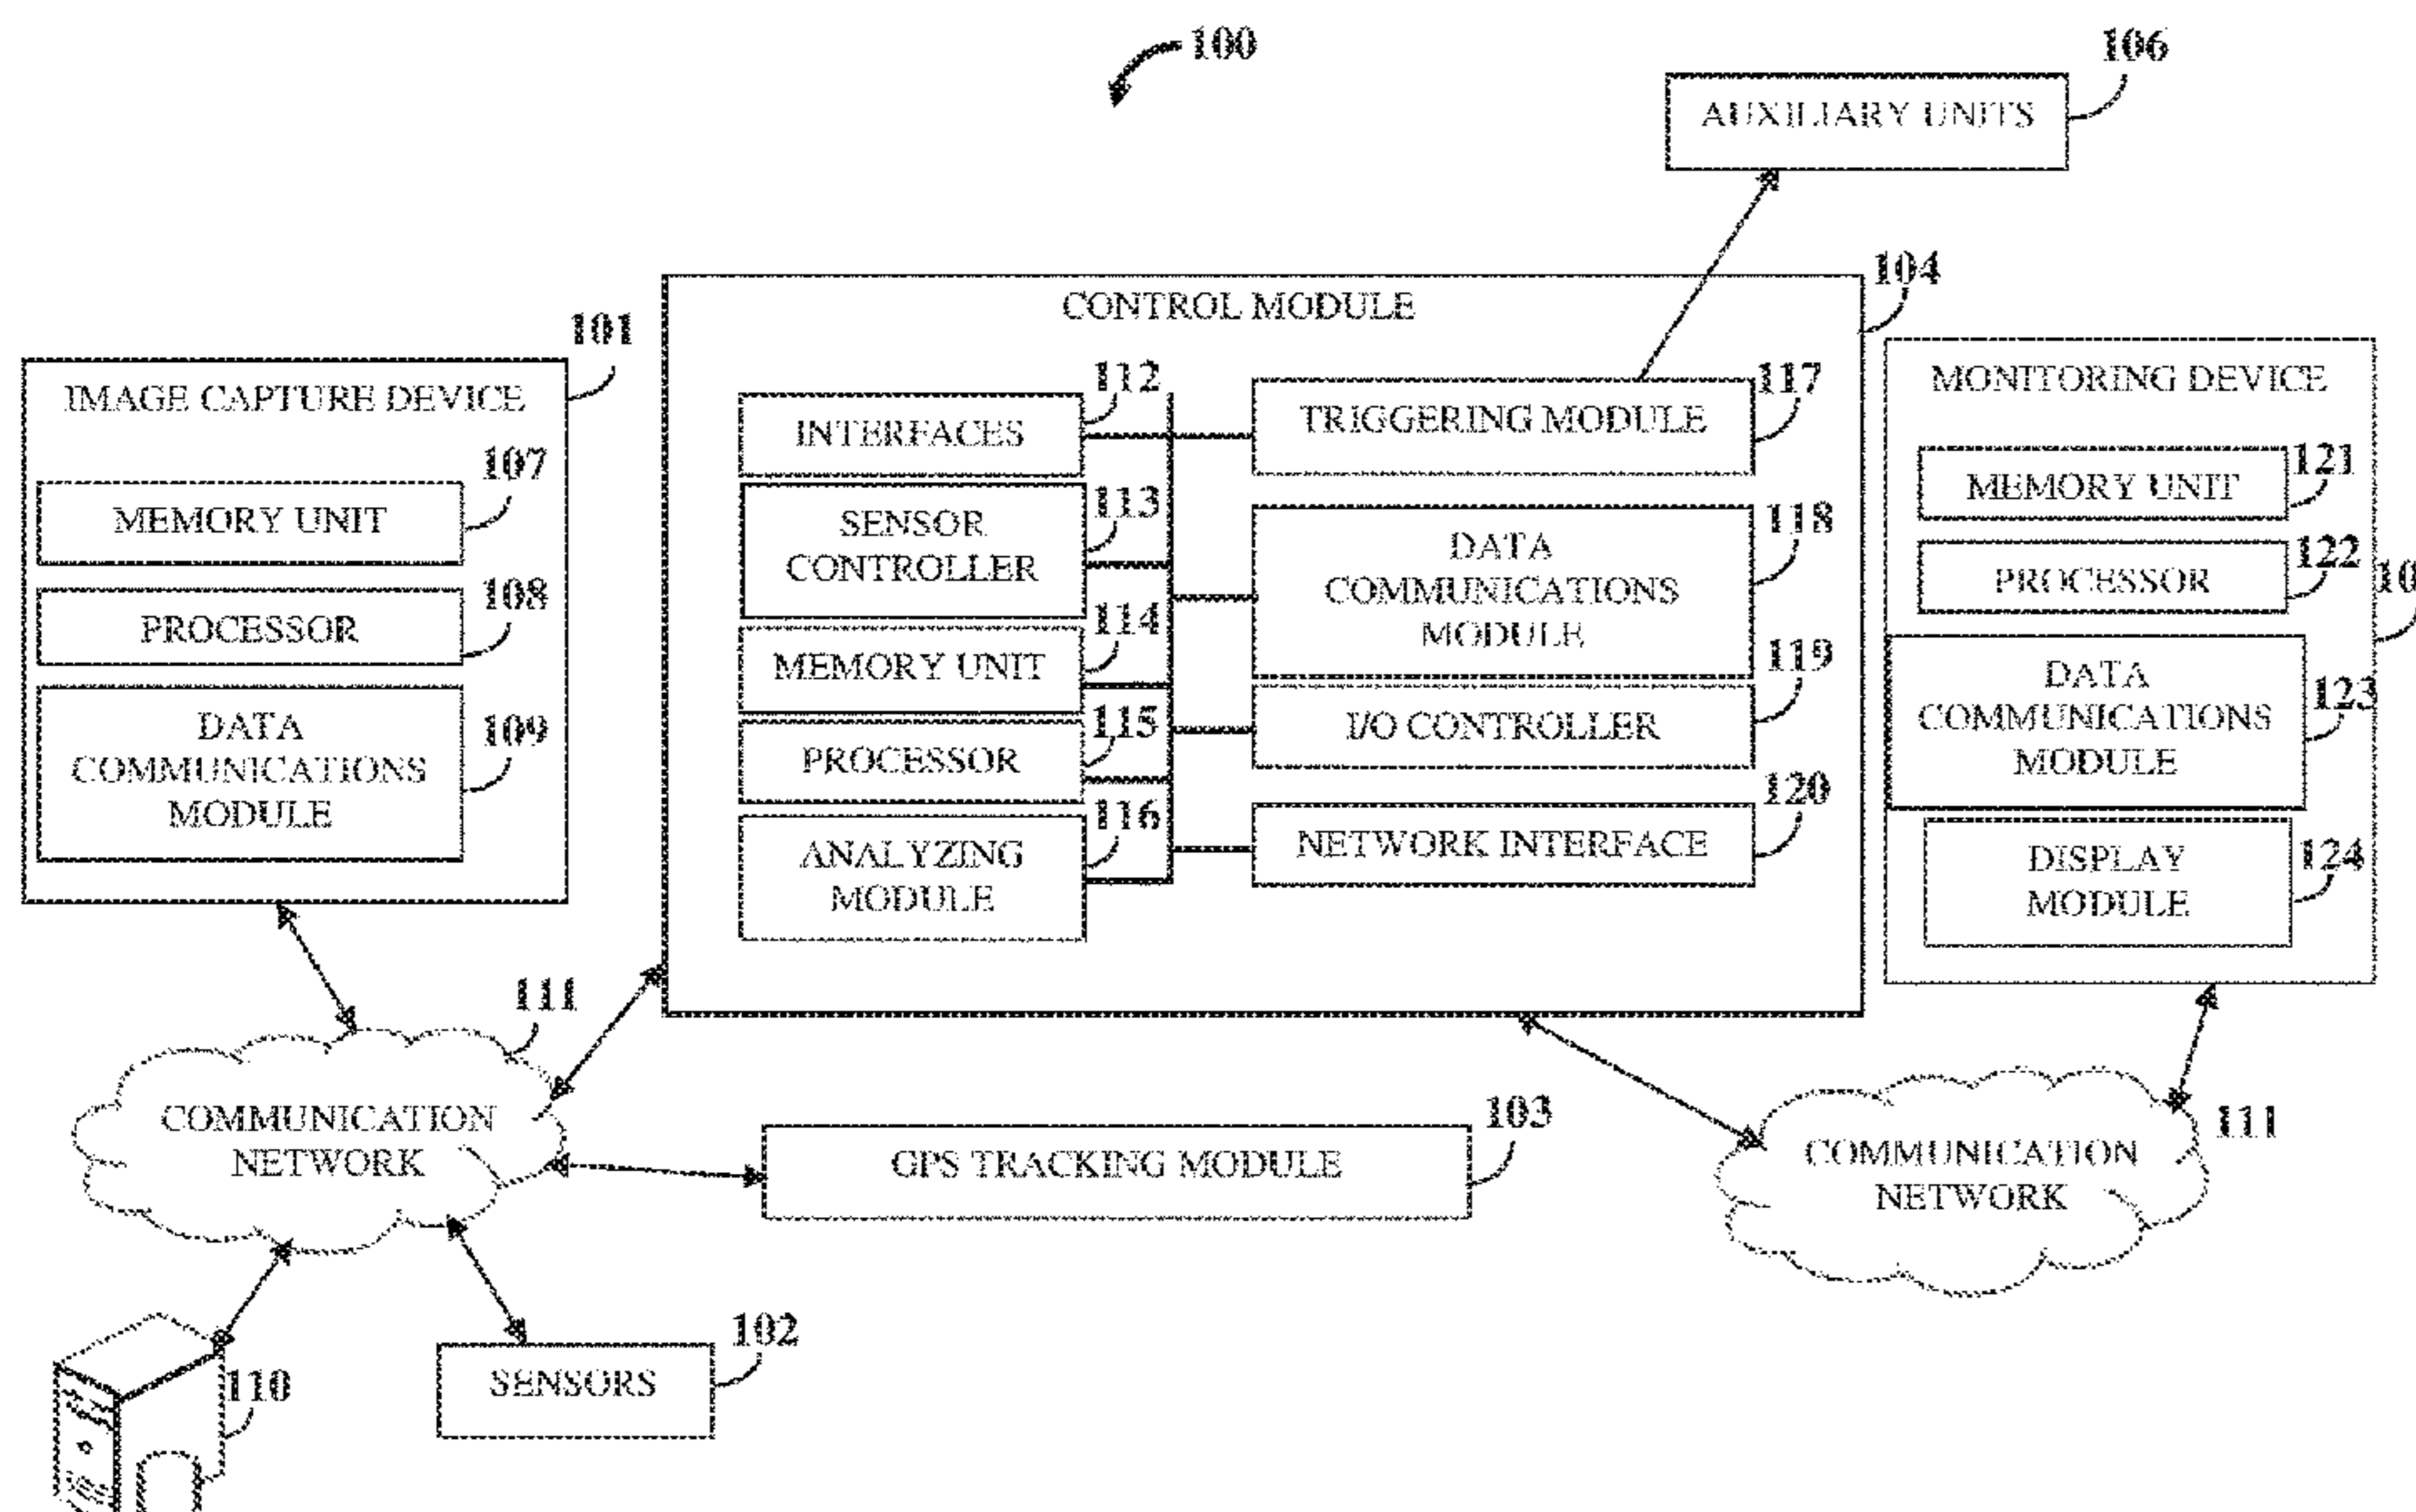 100
106
AUXILIARY UNITS
104
CONTROL MODULE
101
IMAGE CAPTURE DEVICE
107
MEMORY UNIT
108
PROCESSOR
109
DATA
COMMUNICATIONS
MODULE
112
INTERFACES
113
SENSOR
CONTROLLER
114
MEMORY UNIT
115
PROCESSOR
116
ANALYZING
MODULE
117
TRIGGERING MODULE
118
DATA
COMMUNICATIONS
MODULE
119
I/O CONTROLLER
120
NETWORK INTERFACE
MONITORING DEVICE
121
MEMORY UNIT
122
PROCESSOR
10
123
DATA
COMMUNICATIONS
MODULE
124
DISPLAY
MODULE
111
COMMUNICATION
NETWORK
103
GPS TRACKING MODULE
111
COMMUNICATION
NETWORK
102
SENSORS
110